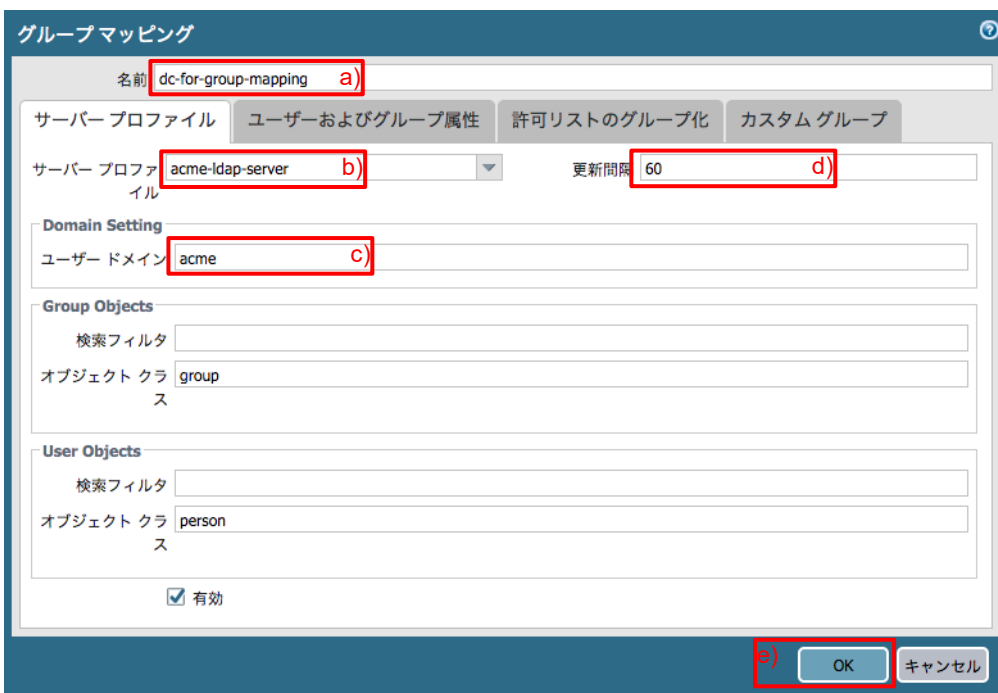 グループ マッピング
名前 dc-for-group-mapping a)
サーバー プロファイル ユーザーおよびグループ属性 許可リストのグループ化 カスタム グループ
サーバー プロファ acme-ldap-server b) 更新間隔 60 d)
イル
Domain Setting
ユーザー ドメイン acme c)
Group Objects
検索フィルタ
オブジェクト クラ group
ス
User Objects
検索フィルタ
オブジェクト クラ person
ス
有効
e) OK キャンセル